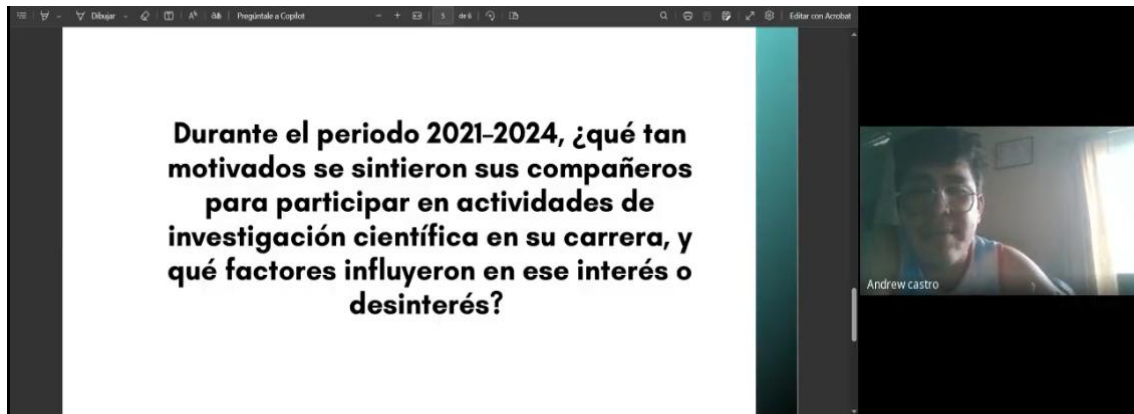 Dibujar
Pregúntale a Copilot
5 de 6
Editar con Acrobat
Durante el periodo 2021-2024, ¿qué tan
motivados se sintieron sus compañeros
para participar en actividades de
investigación científica en su carrera, y
qué factores influyeron en ese interés o
desinterés?
Andrew castro